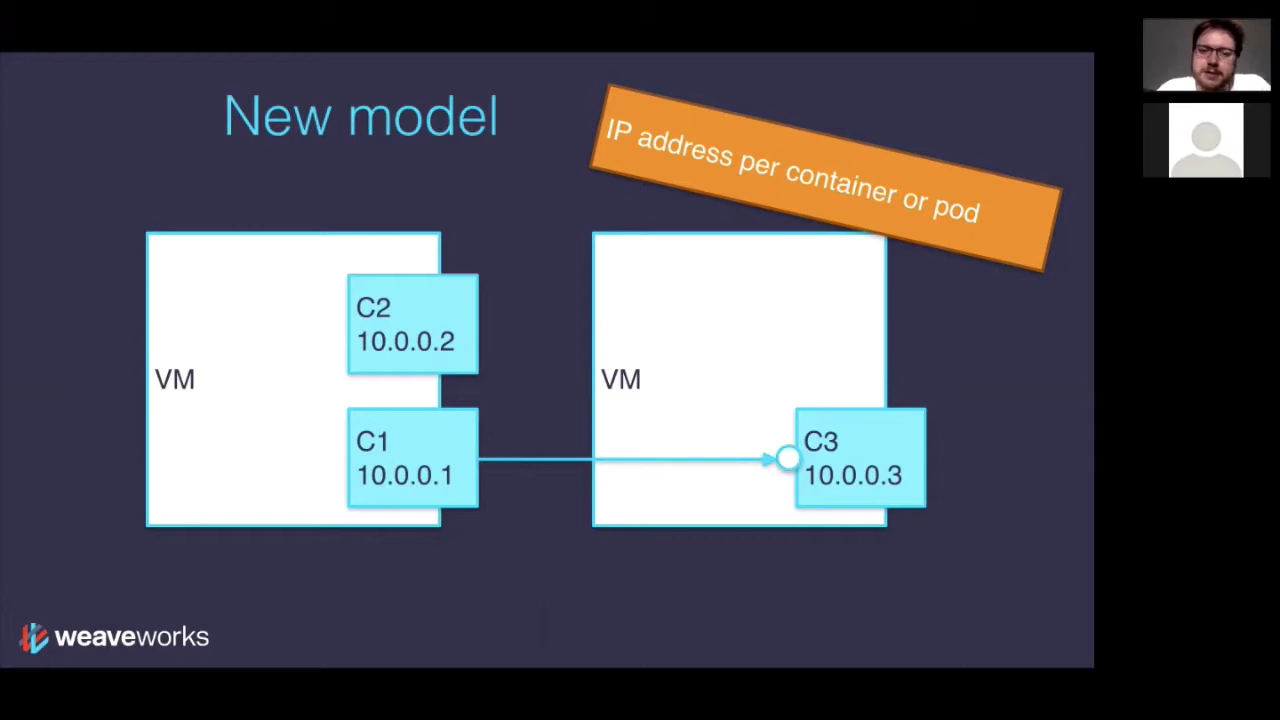 New model
IP address per container or pod
VM
C2
10.0.0.2
C1
10.0.0.1
VM
C3
10.0.0.3
weaveworks